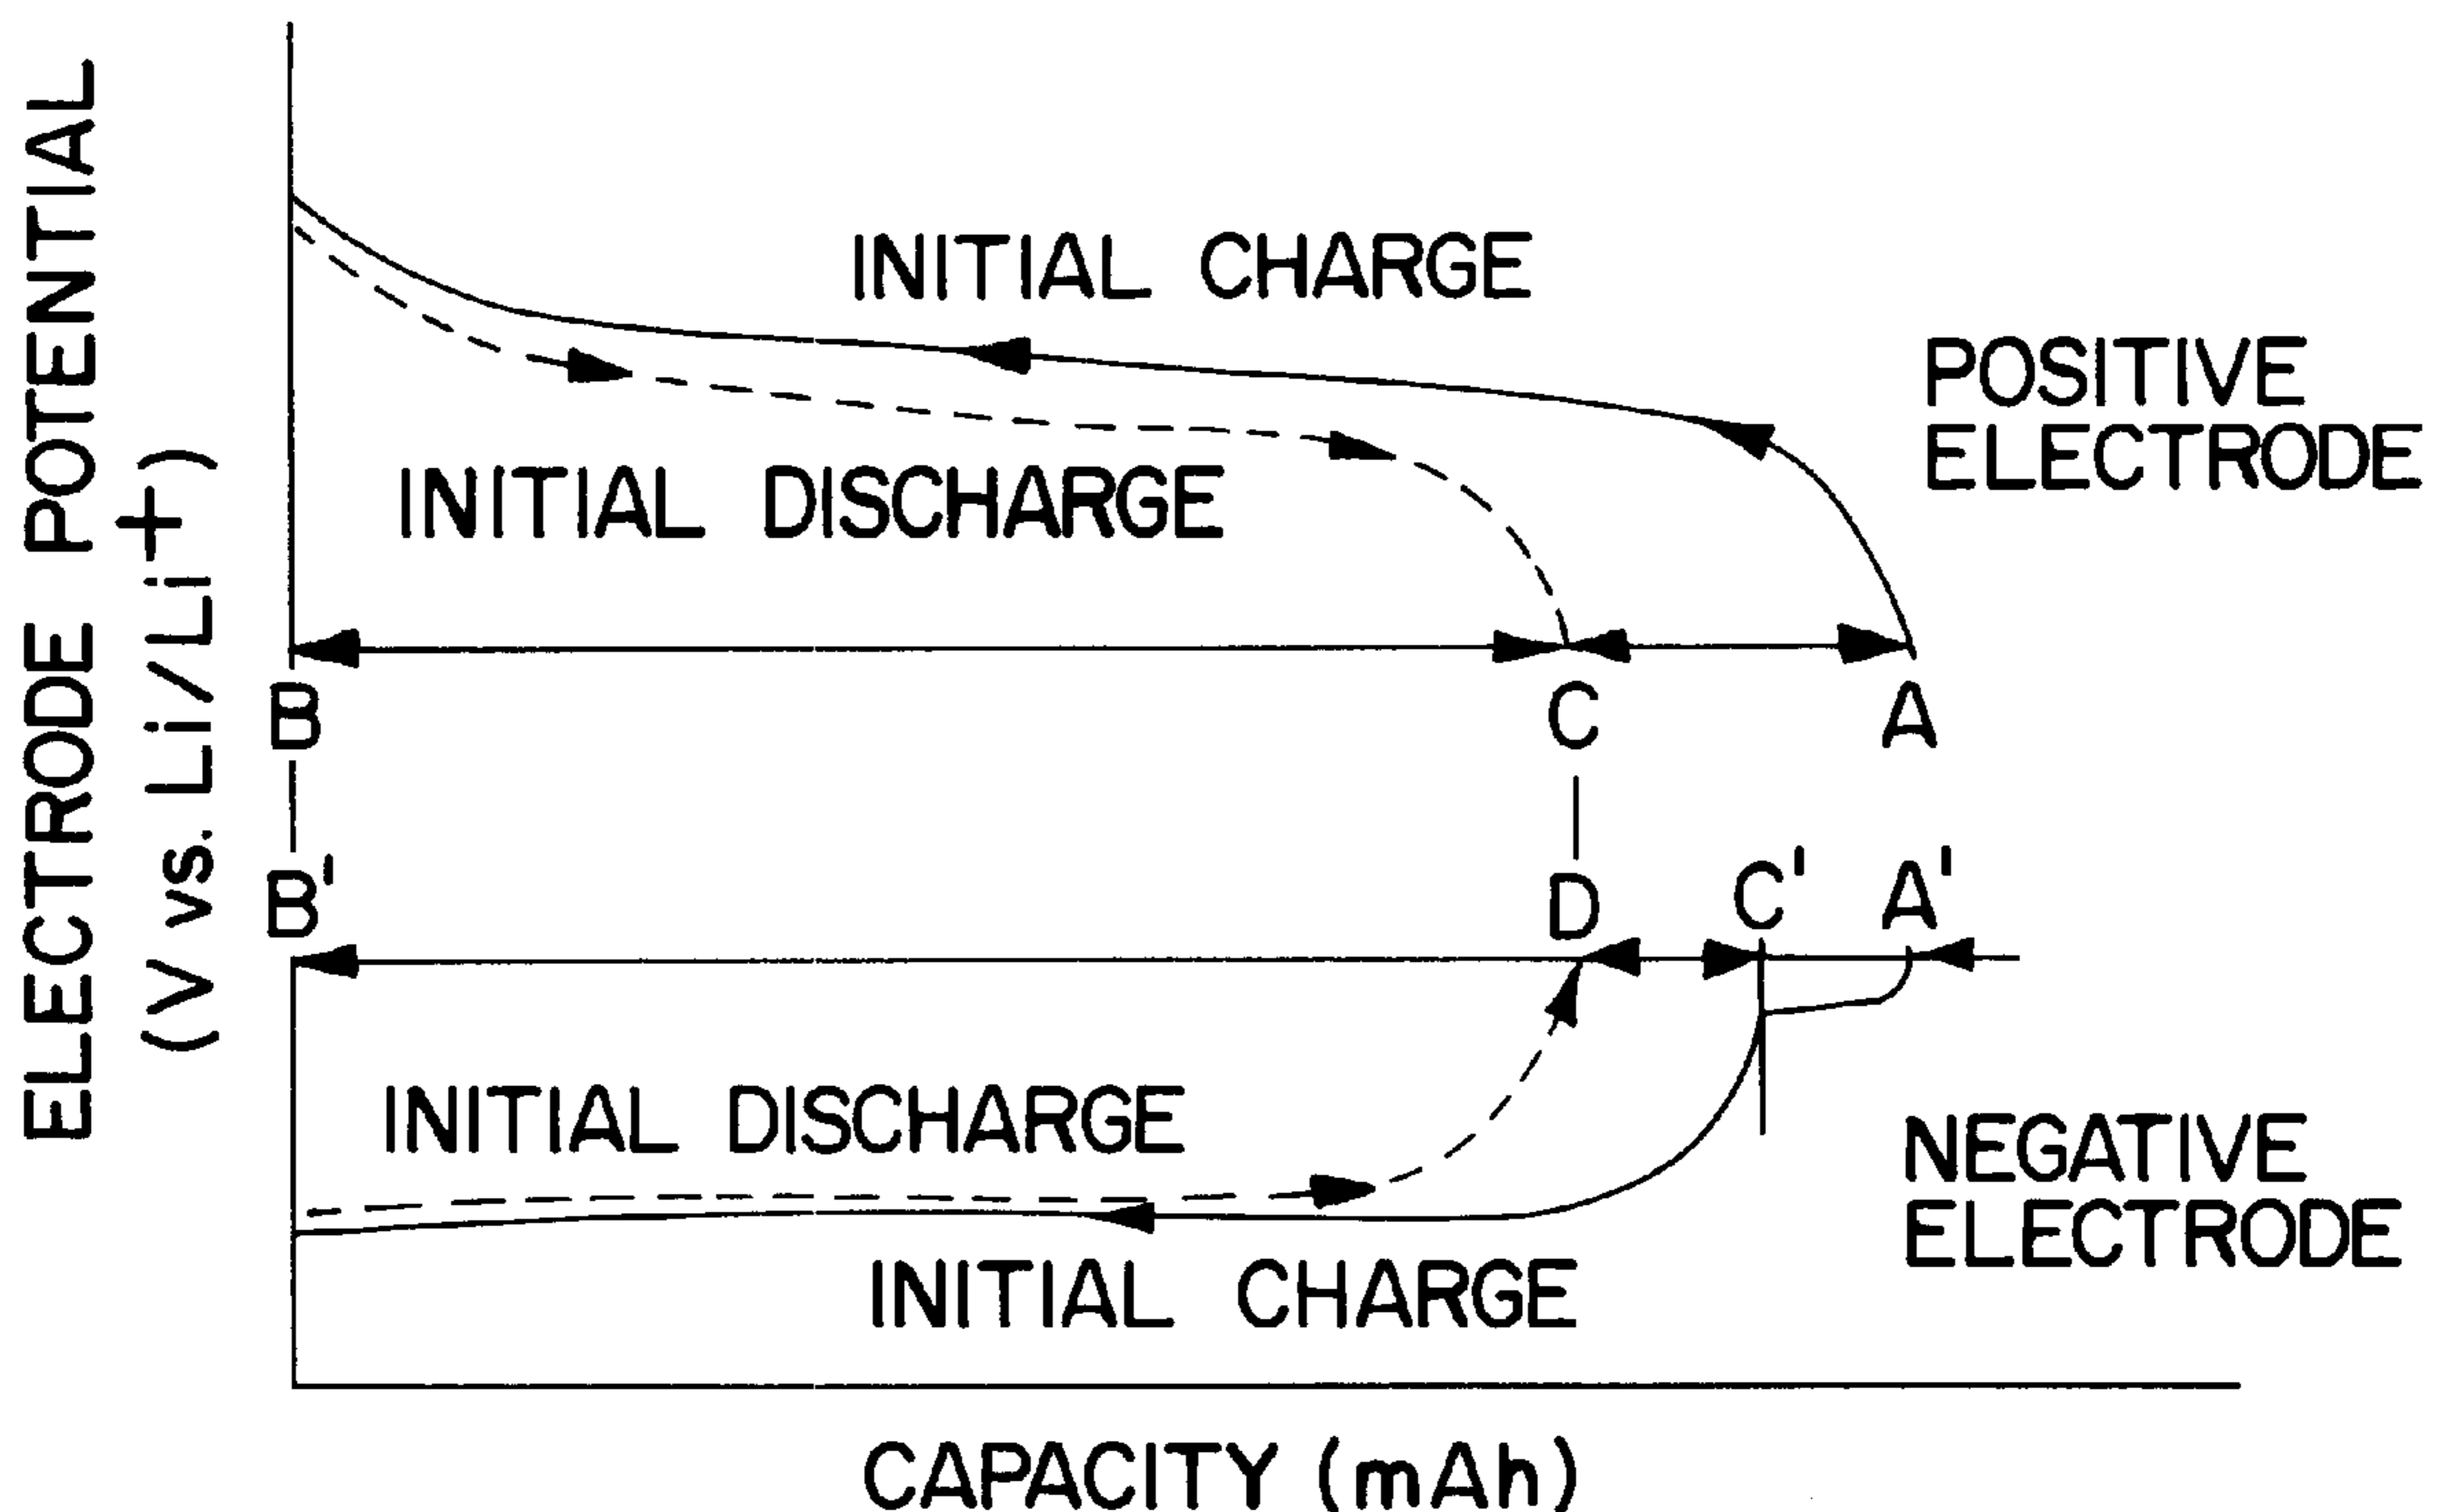 ELECTRODE POTENTIAL
(V vs. Li/Li+)
INITIAL CHARGE
POSITIVE
ELECTRODE
INITIAL DISCHARGE
B
C
A
B'
D
C'
A'
INITIAL DISCHARGE
NEGATIVE
ELECTRODE
INITIAL CHARGE
CAPACITY (mAh)